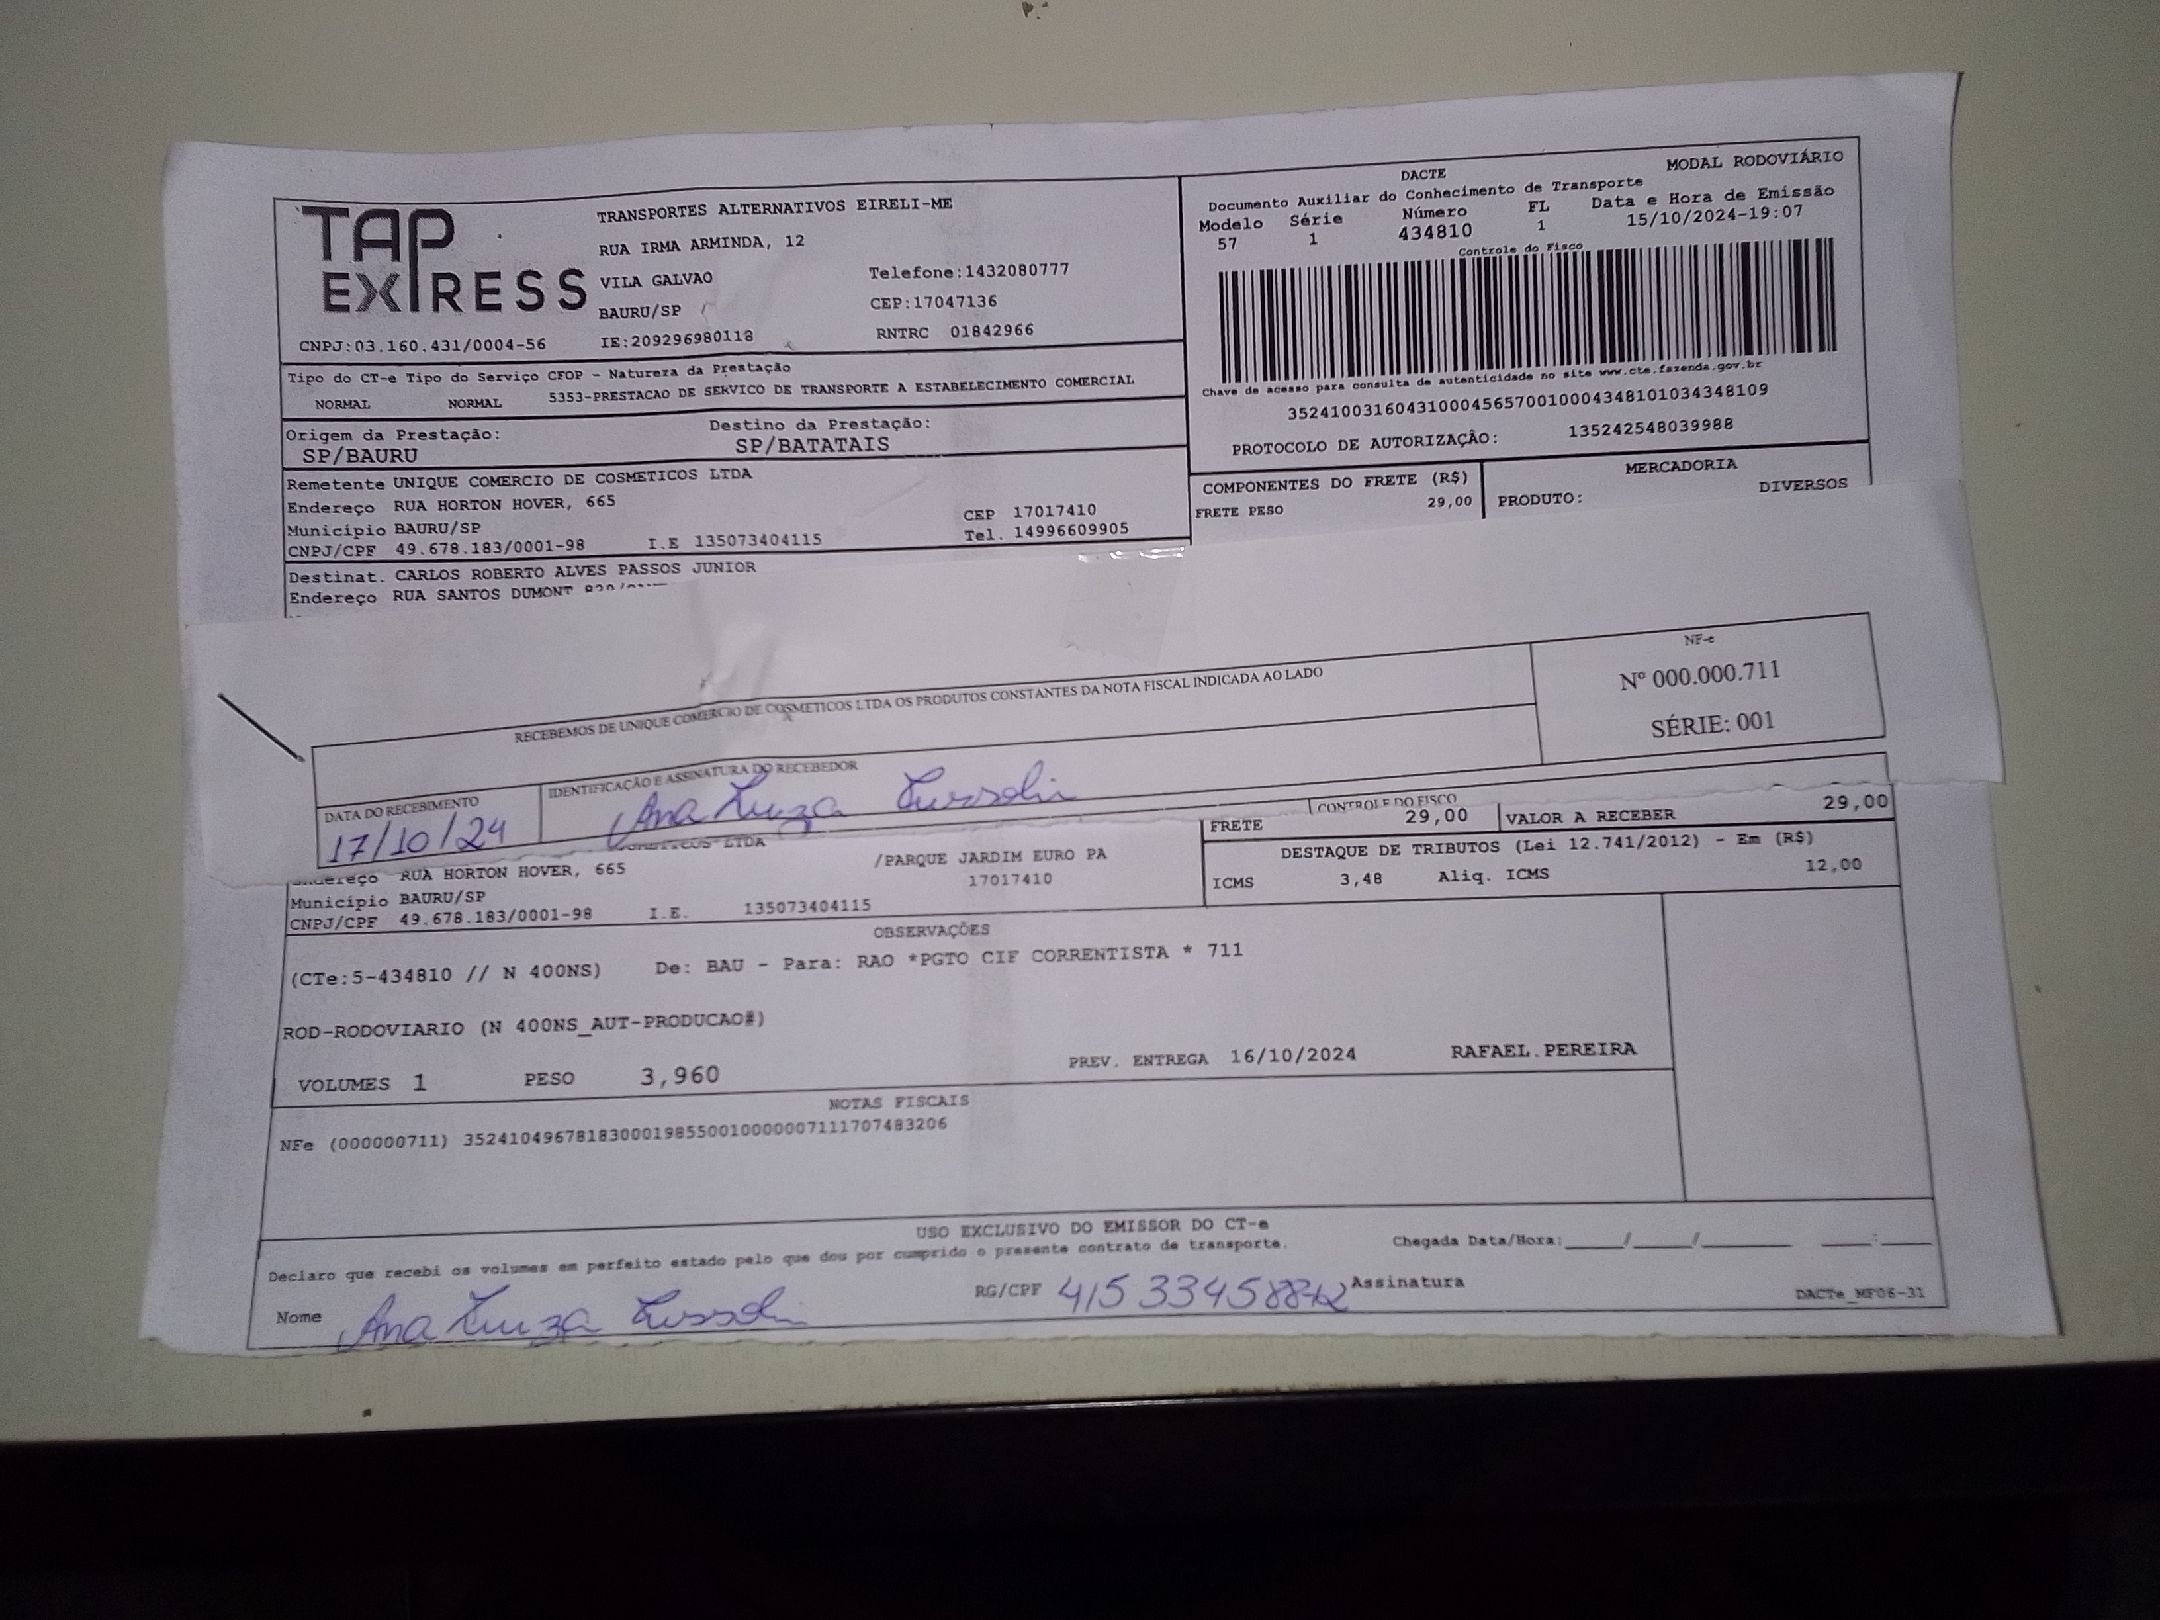 TAP EXPRESS
TRANSPORTES ALTERNATIVOS EIRELI-ME
RUA IRMA ARMINDA, 12
VILA GALVAO Telefone:1432080777
BAURU/SP CEP:17047136
CNPJ:03.160.431/0004-56 IE:209296980118 RNTRC 01842966
DACTE MODAL RODOVIÁRIO
Documento Auxiliar do Conhecimento de Transporte
Modelo Série Número FL Data e Hora de Emissão
57 1 434810 1 15/10/2024-19:07
Controle do Fisco
Chave de acesso para consulta de autenticidade no site www.cte.fazenda.gov.br
35241003160431000456570010004348101034348109
PROTOCOLO DE AUTORIZAÇÃO: 135242548039988
Tipo do CT-e Tipo do Serviço CFOP - Natureza da Prestação
NORMAL NORMAL 5353-PRESTACAO DE SERVICO DE TRANSPORTE A ESTABELECIMENTO COMERCIAL
Origem da Prestação: Destino da Prestação:
SP/BAURU SP/BATATAIS
Remetente UNIQUE COMERCIO DE COSMETICOS LTDA
Endereço RUA HORTON HOVER, 665
Município BAURU/SP CEP 17017410
CNPJ/CPF 49.678.183/0001-98 I.E 135073404115 Tel. 14996609905
COMPONENTES DO FRETE (R$) MERCADORIA
FRETE PESO 29,00 PRODUTO: DIVERSOS
Destinat. CARLOS ROBERTO ALVES PASSOS JUNIOR
Endereço RUA SANTOS DUMONT
RECEBEMOS DE UNIQUE COMERCIO DE COSMETICOS LTDA OS PRODUTOS CONSTANTES DA NOTA FISCAL INDICADA AO LADO
NF-e
Nº 000.000.711
SÉRIE: 001
DATA DO RECEBIMENTO IDENTIFICAÇÃO E ASSINATURA DO RECEBEDOR
17/10/24 Ana Luiza
CONTROLE DO FISCO
FRETE 29,00 VALOR A RECEBER 29,00
LTDA
Endereço RUA HORTON HOVER, 665 /PARQUE JARDIM EURO PA
Município BAURU/SP 17017410
CNPJ/CPF 49.678.183/0001-98 I.E. 135073404115
DESTAQUE DE TRIBUTOS (Lei 12.741/2012) - Em (R$)
ICMS 3,48 Aliq. ICMS 12,00
OBSERVAÇÕES
(CTe:5-434810 // N 400NS) De: BAU - Para: RAO *PGTO CIF CORRENTISTA * 711
ROD-RODOVIARIO (N 400NS_AUT-PRODUCAO#)
VOLUMES 1 PESO 3,960 PREV. ENTREGA 16/10/2024 RAFAEL.PEREIRA
NOTAS FISCAIS
NFe (000000711) 35241049678183000198550010000007111707483206
USO EXCLUSIVO DO EMISSOR DO CT-e
Declaro que recebi os volumes em perfeito estado pelo que dou por cumprido o presente contrato de transporte. Chegada Data/Hora:____/____/______ ___:___
Nome Ana Luiza RG/CPF Assinatura DACTe_MF06-31